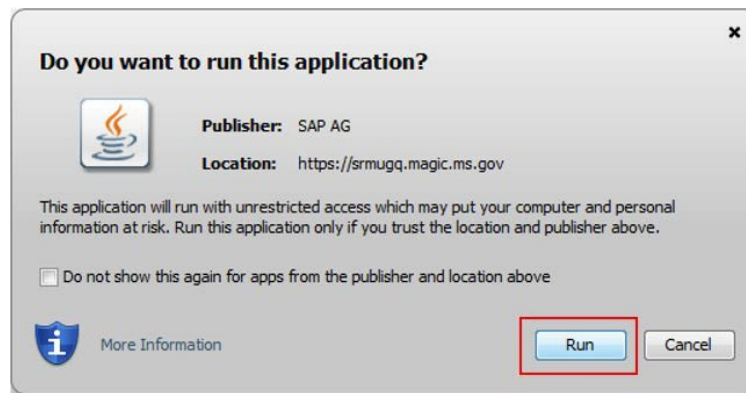 Do you want to run this application?
Publisher: SAP AG
Location: https://srmugq.magic.ms.gov
This application will run with unrestricted access which may put your computer and personal
information at risk. Run this application only if you trust the location and publisher above.
Do not show this again for apps from the publisher and location above
More Information
Run
Cancel